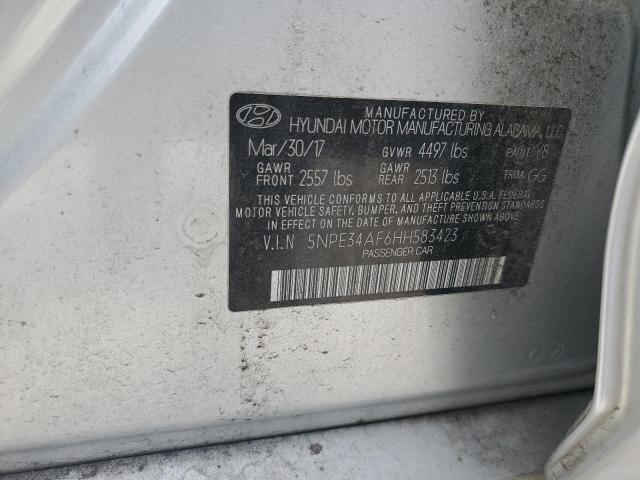 MANUFACTURED BY
HYUNDAI MOTOR MANUFACTURING ALABAMA, LLC
Mar/30/17 GVWR 4497 lbs PAINT Y8
GAWR FRONT 2557 lbs GAWR REAR 2513 lbs TRIM GG
THIS VEHICLE CONFORMS TO ALL APPLICABLE U.S.A. FEDERAL
MOTOR VEHICLE SAFETY, BUMPER, AND THEFT PREVENTION STANDARDS
IN EFFECT ON THE DATE OF MANUFACTURE SHOWN ABOVE.
V.I.N 5NPE34AF6HH583423
PASSENGER CAR